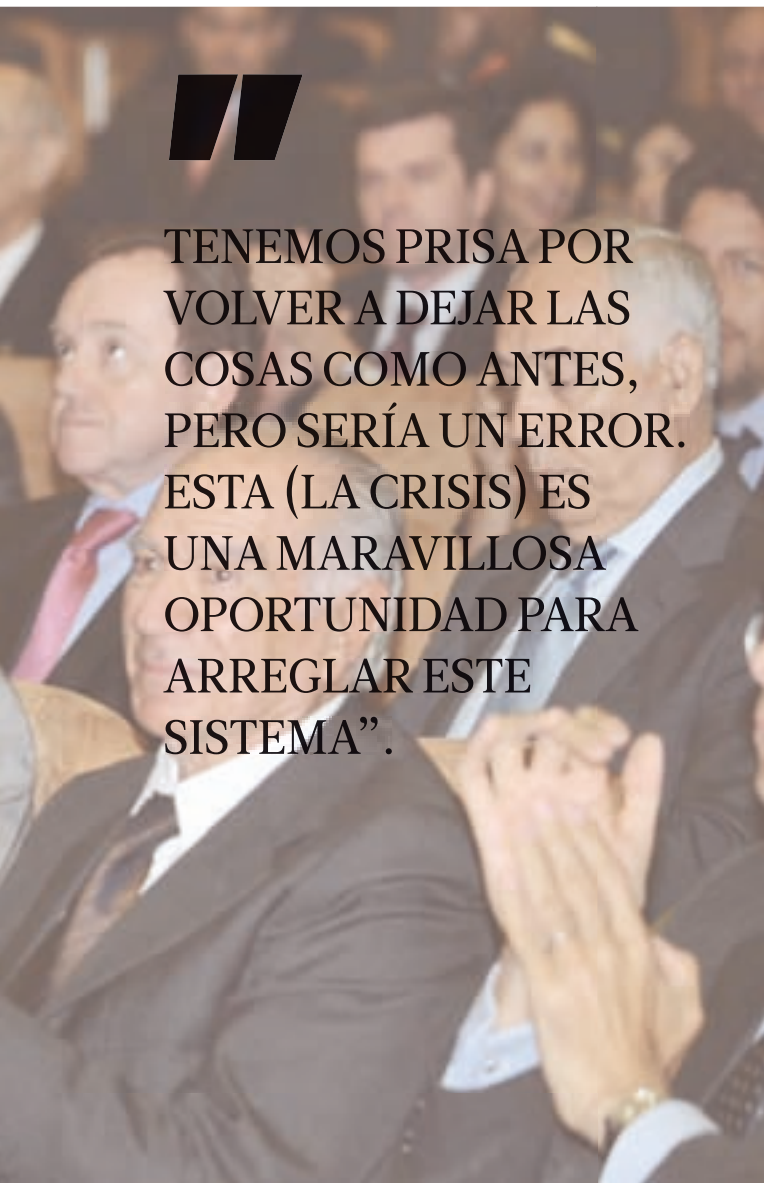 "
TENEMOS PRISA POR
VOLVER A DEJAR LAS
COSAS COMO ANTES,
PERO SERÍA UN ERROR.
ESTA (LA CRISIS) ES
UNA MARAVILLOSA
OPORTUNIDAD PARA
ARREGLAR ESTE
SISTEMA”.